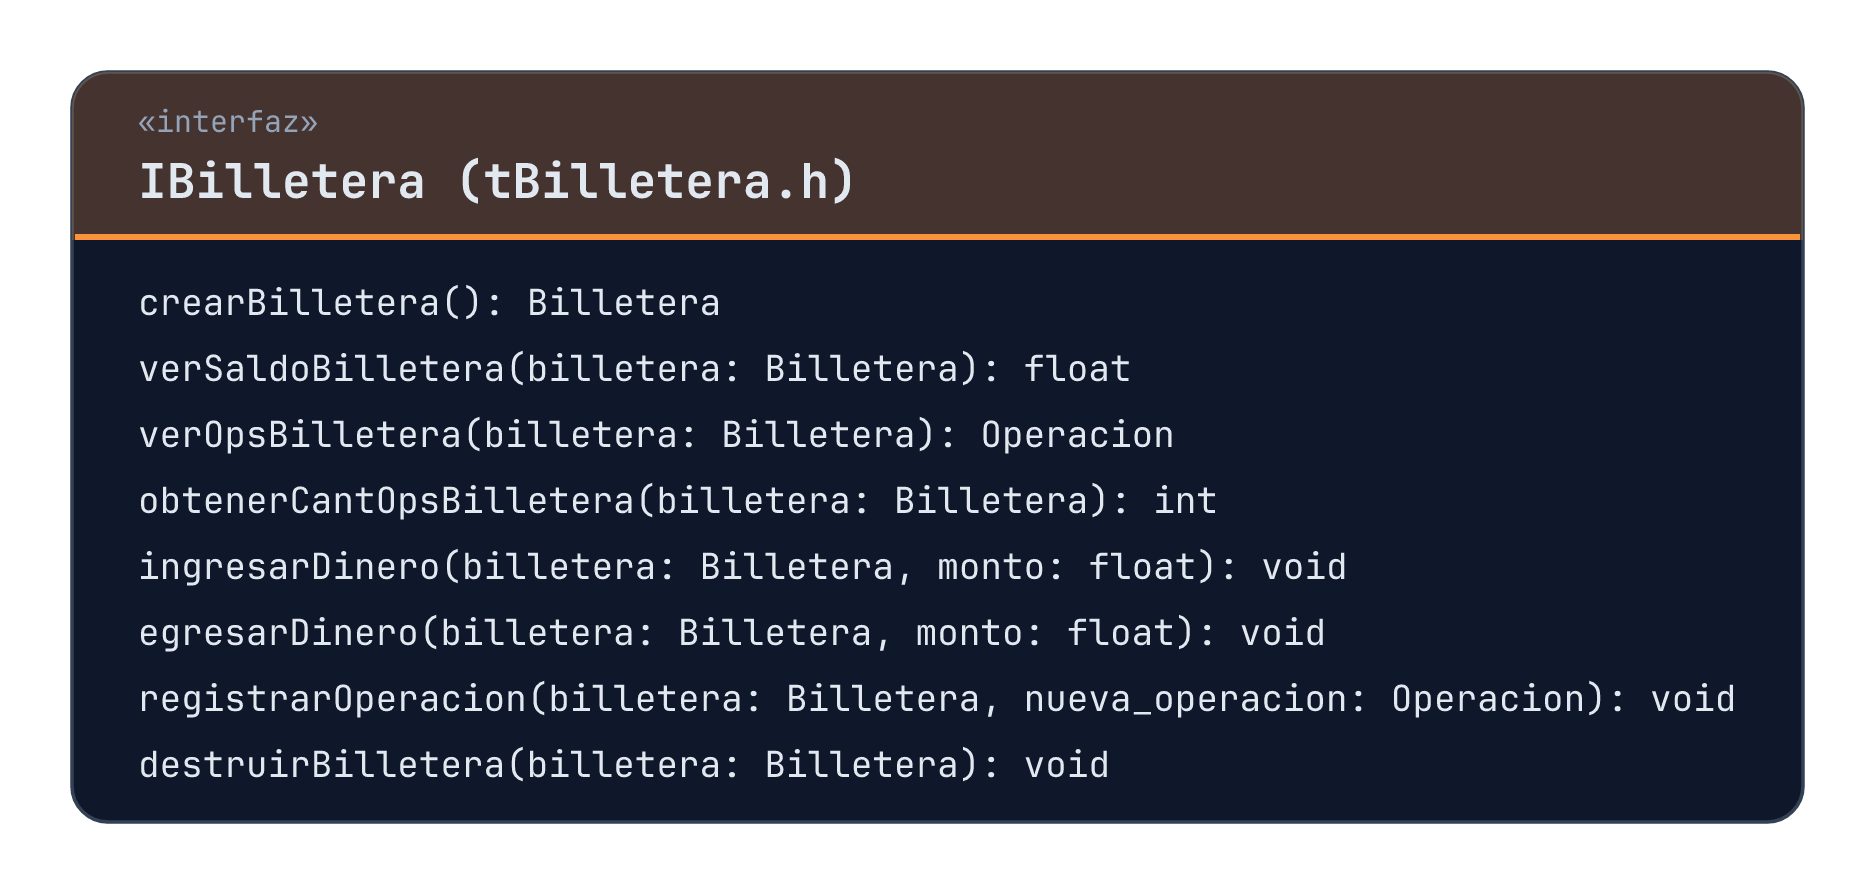 «interfaz»
IBilletera (tBilletera.h)
crearBilletera(): Billetera
verSaldoBilletera(billetera: Billetera): float
verOpsBilletera(billetera: Billetera): Operacion
obtenerCantOpsBilletera(billetera: Billetera): int
ingresarDinero(billetera: Billetera, monto: float): void
egresarDinero(billetera: Billetera, monto: float): void
registrarOperacion(billetera: Billetera, nueva_operacion: Operacion): void
destruirBilletera(billetera: Billetera): void